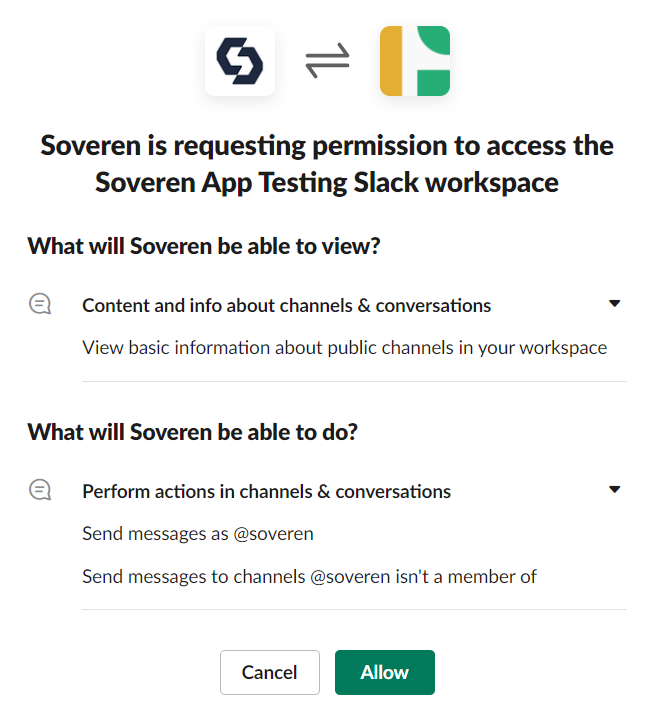 Soveren is requesting permission to access the
Soveren App Testing Slack workspace
What will Soveren be able to view?
Content and info about channels & conversations
View basic information about public channels in your workspace
What will Soveren be able to do?
Perform actions in channels & conversations
Send messages as @soveren
Send messages to channels @soveren isn't a member of
Cancel
Allow